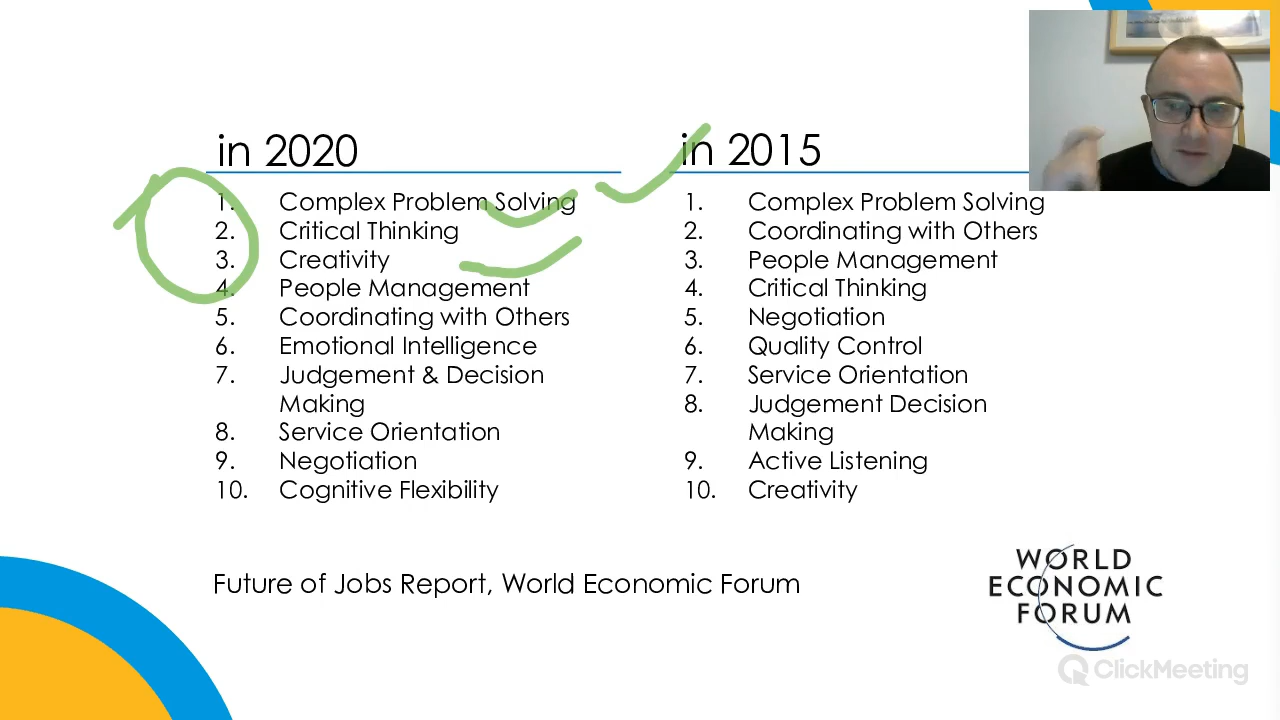 in 2020
1. Complex Problem Solving
2. Critical Thinking
3. Creativity
4. People Management
5. Coordinating with Others
6. Emotional Intelligence
7. Judgement & Decision
Making
8. Service Orientation
9. Negotiation
10. Cognitive Flexibility
in 2015
1. Complex Problem Solving
2. Coordinating with Others
3. People Management
4. Critical Thinking
5. Negotiation
6. Quality Control
7. Service Orientation
8. Judgement Decision
Making
9. Active Listening
10. Creativity
Future of Jobs Report, World Economic Forum
WORLD
ECONOMIC
FORUM
ClickMeeting